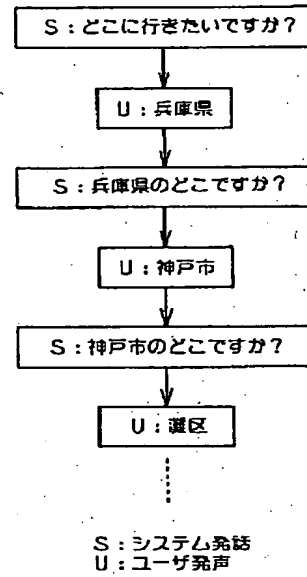 S：どこに行きたいですか？
U：兵庫県
S：兵庫県のどこですか？
U：神戸市
S：神戸市のどこですか？
U：灘区
S：システム発話
U：ユーザ発声